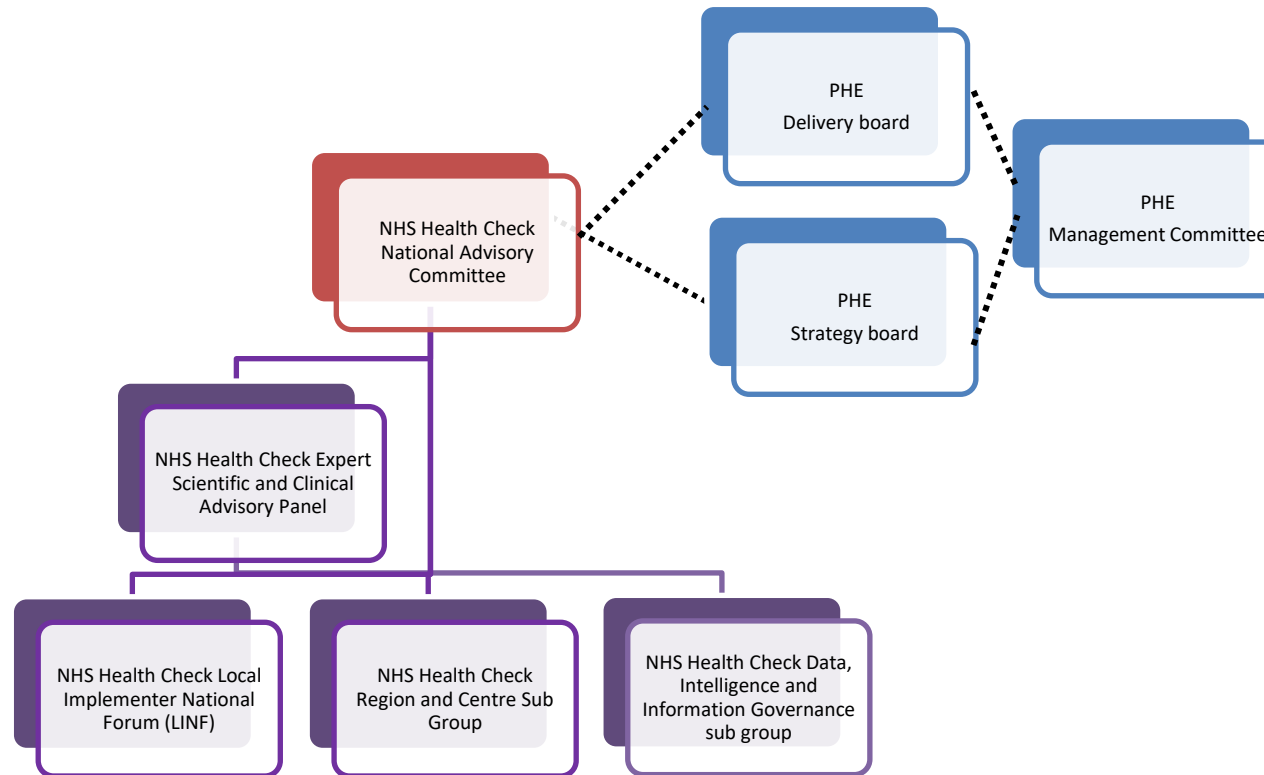 PHE
Delivery board
PHE
Management Committee
NHS Health Check
National Advisory
Committee
PHE
Strategy board
NHS Health Check Expert
Scientific and Clinical
Advisory Panel
NHS Health Check Local
Implementer National
Forum (LINF)
NHS Health Check
Region and Centre Sub
Group
NHS Health Check Data,
Intelligence and
Information Governance
sub group